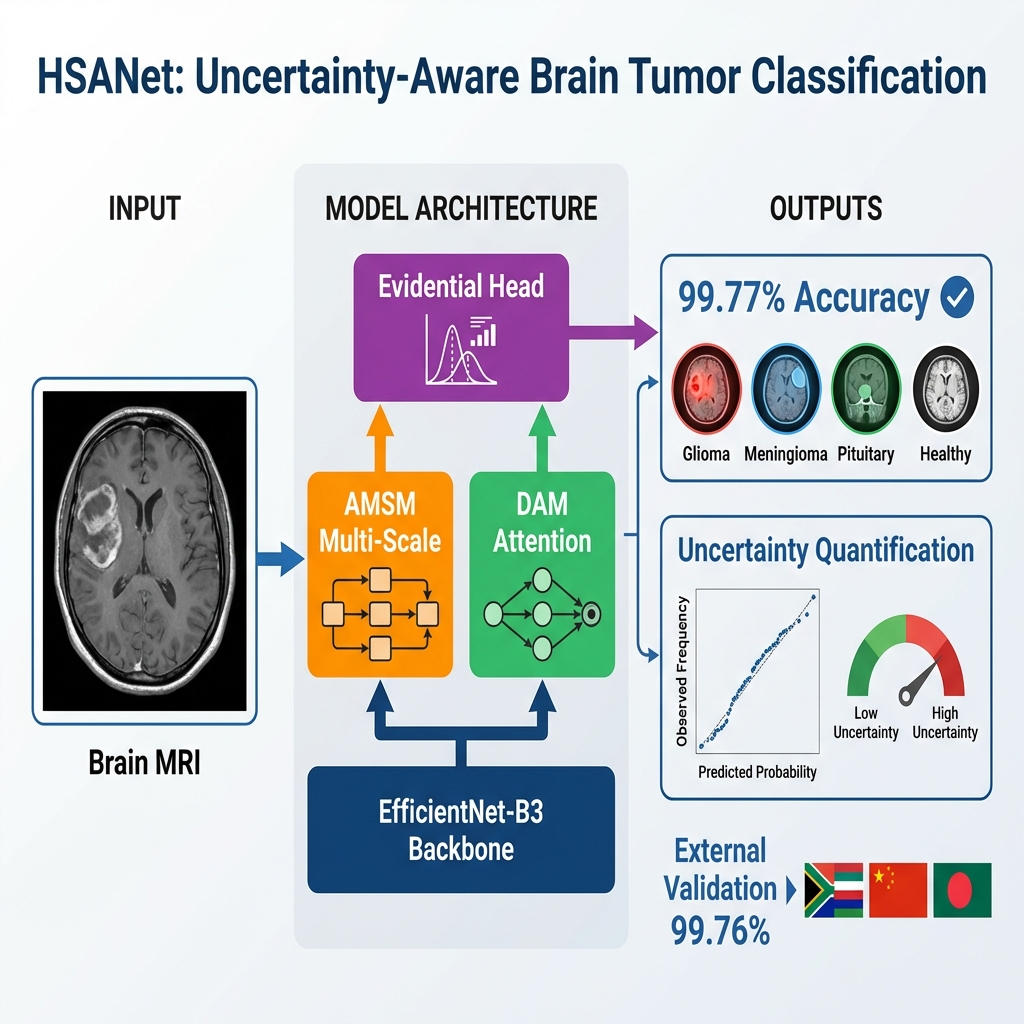 HSANet: Uncertainty-Aware Brain Tumor Classification
INPUT
Brain MRI
MODEL ARCHITECTURE
Evidential Head
AMSM
Multi-Scale
DAM
Attention
EfficientNet-B3
Backbone
OUTPUTS
99.77% Accuracy
Glioma
Meningioma
Pituitary
Healthy
Uncertainty Quantification
Observed Frequency
Predicted Probability
Low
Uncertainty
High
Uncertainty
External
Validation
99.76%